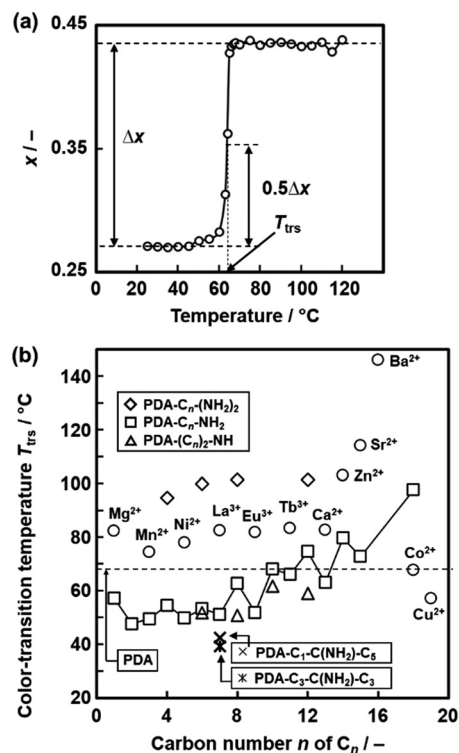 (a)
0.45
0.35
0.25
x / –
Δx
0.5Δx
T trs
0 20 40 60 80 100 120
Temperature / °C
(b)
140
120
100
80
60
40
20
Color-transition temperature T trs / °C
◇ PDA-Cn-(NH2)2
□ PDA-Cn-NH2
△ PDA-(Cn)2-NH
Ba2+
Sr2+
Zn2+
Mg2+
Mn2+
Ni2+
La3+
Eu3+
Tb3+
Ca2+
Co2+
Cu2+
PDA
× PDA-C1-C(NH2)-C5
PDA-C3-C(NH2)-C3
0 4 8 12 16 20
Carbon number n of Cn / –